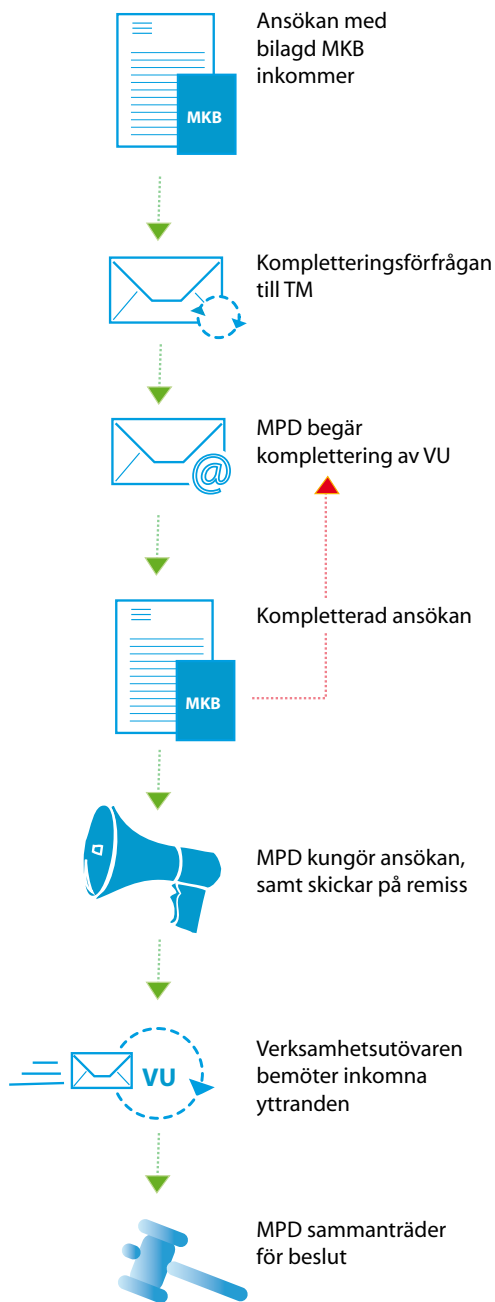 Ansökan med
bilagd MKB
inkommer
MKB
Kompletteringsförfrågan
till TM
MPD begär
komplettering av VU
@
Kompletterad ansökan
MKB
MPD kungör ansökan,
samt skickar på remiss
Verksamhetsutövaren
bemöter inkomna
yttranden
VU
MPD sammanträder
för beslut